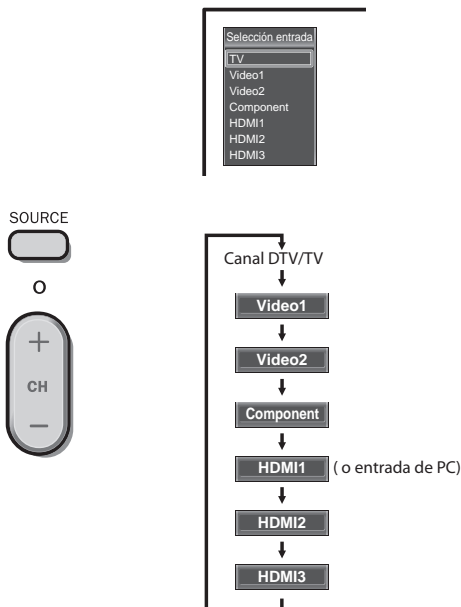 Selección entrada
TV
Video1
Video2
Component
HDMI1
HDMI2
HDMI3
SOURCE
O
+
CH
—
Canal DTV/TV
Video1
Video2
Component
HDMI1 ( o entrada de PC)
HDMI2
HDMI3